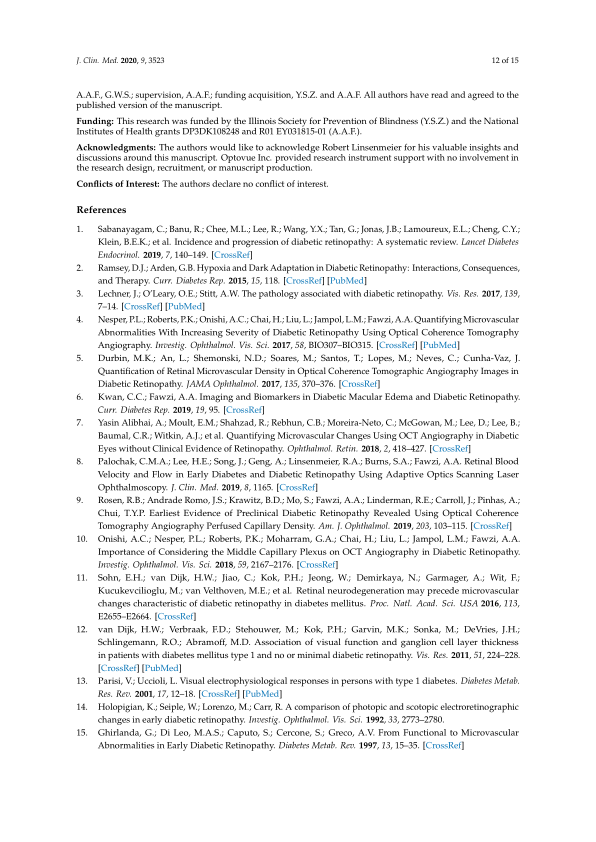 J. Clin. Med. 2020, 9, 3523
12 of 15
A.A.F., G.W.S.; supervision, A.A.F.; funding acquisition, Y.S.Z. and A.A.F. All authors have read and agreed to the
published version of the manuscript.
Funding: This research was funded by the Illinois Society for Prevention of Blindness (Y.S.Z.) and the National
Institutes of Health grants DP3DK108248 and R01 EY031815-01 (A.A.F.).
Acknowledgments: The authors would like to acknowledge Robert Linsenmeier for his valuable insights and
discussions around this manuscript. Optovue Inc. provided research instrument support with no involvement in
the research design, recruitment, or manuscript production.
Conflicts of Interest: The authors declare no conflict of interest.
References
1. Sabanayagam, C.; Banu, R.; Chee, M.L.; Lee, R.; Wang, Y.X.; Tan, G.; Jonas, J.B.; Lamoureux, E.L.; Cheng, C.Y.;
Klein, B.E.K.; et al. Incidence and progression of diabetic retinopathy: A systematic review. Lancet Diabetes
Endocrinol. 2019, 7, 140–149. [CrossRef]
2. Ramsey, D.J.; Arden, G.B. Hypoxia and Dark Adaptation in Diabetic Retinopathy: Interactions, Consequences,
and Therapy. Curr. Diabetes Rep. 2015, 15, 118. [CrossRef] [PubMed]
3. Lechner, J.; O'Leary, O.E.; Stitt, A.W. The pathology associated with diabetic retinopathy. Vis. Res. 2017, 139,
7–14. [CrossRef] [PubMed]
4. Nesper, P.L.; Roberts, P.K.; Onishi, A.C.; Chai, H.; Liu, L.; Jampol, L.M.; Fawzi, A.A. Quantifying Microvascular
Abnormalities With Increasing Severity of Diabetic Retinopathy Using Optical Coherence Tomography
Angiography. Investig. Ophthalmol. Vis. Sci. 2017, 58, BIO307–BIO315. [CrossRef] [PubMed]
5. Durbin, M.K.; An, L.; Shemonski, N.D.; Soares, M.; Santos, T.; Lopes, M.; Neves, C.; Cunha-Vaz, J.
Quantification of Retinal Microvascular Density in Optical Coherence Tomographic Angiography Images in
Diabetic Retinopathy. JAMA Ophthalmol. 2017, 135, 370–376. [CrossRef]
6. Kwan, C.C.; Fawzi, A.A. Imaging and Biomarkers in Diabetic Macular Edema and Diabetic Retinopathy.
Curr. Diabetes Rep. 2019, 19, 95. [CrossRef]
7. Yasin Alibhai, A.; Moult, E.M.; Shahzad, R.; Rebhun, C.B.; Moreira-Neto, C.; McGowan, M.; Lee, D.; Lee, B.;
Baumal, C.R.; Witkin, A.J.; et al. Quantifying Microvascular Changes Using OCT Angiography in Diabetic
Eyes without Clinical Evidence of Retinopathy. Ophthalmol. Retin. 2018, 2, 418–427. [CrossRef]
8. Palochak, C.M.A.; Lee, H.E.; Song, J.; Geng, A.; Linsenmeier, R.A.; Burns, S.A.; Fawzi, A.A. Retinal Blood
Velocity and Flow in Early Diabetes and Diabetic Retinopathy Using Adaptive Optics Scanning Laser
Ophthalmoscopy. J. Clin. Med. 2019, 8, 1165. [CrossRef]
9. Rosen, R.B.; Andrade Romo, J.S.; Krawitz, B.D.; Mo, S.; Fawzi, A.A.; Linderman, R.E.; Carroll, J.; Pinhas, A.;
Chui, T.Y.P. Earliest Evidence of Preclinical Diabetic Retinopathy Revealed Using Optical Coherence
Tomography Angiography Perfused Capillary Density. Am. J. Ophthalmol. 2019, 203, 103–115. [CrossRef]
10. Onishi, A.C.; Nesper, P.L.; Roberts, P.K.; Moharram, G.A.; Chai, H.; Liu, L.; Jampol, L.M.; Fawzi, A.A.
Importance of Considering the Middle Capillary Plexus on OCT Angiography in Diabetic Retinopathy.
Investig. Ophthalmol. Vis. Sci. 2018, 59, 2167–2176. [CrossRef]
11. Sohn, E.H.; van Dijk, H.W.; Jiao, C.; Kok, P.H.; Jeong, W.; Demirkaya, N.; Garmager, A.; Wit, F.;
Kucukevcilioglu, M.; van Velthoven, M.E.; et al. Retinal neurodegeneration may precede microvascular
changes characteristic of diabetic retinopathy in diabetes mellitus. Proc. Natl. Acad. Sci. USA 2016, 113,
E2655–E2664. [CrossRef]
12. van Dijk, H.W.; Verbraak, F.D.; Stehouwer, M.; Kok, P.H.; Garvin, M.K.; Sonka, M.; DeVries, J.H.;
Schlingemann, R.O.; Abramoff, M.D. Association of visual function and ganglion cell layer thickness
in patients with diabetes mellitus type 1 and no or minimal diabetic retinopathy. Vis. Res. 2011, 51, 224–228.
[CrossRef] [PubMed]
13. Parisi, V.; Uccioli, L. Visual electrophysiological responses in persons with type 1 diabetes. Diabetes Metab.
Res. Rev. 2001, 17, 12–18. [CrossRef] [PubMed]
14. Holopigian, K.; Seiple, W.; Lorenzo, M.; Carr, R. A comparison of photopic and scotopic electroretinographic
changes in early diabetic retinopathy. Investig. Ophthalmol. Vis. Sci. 1992, 33, 2773–2780.
15. Ghirlanda, G.; Di Leo, M.A.S.; Caputo, S.; Cercone, S.; Greco, A.V. From Functional to Microvascular
Abnormalities in Early Diabetic Retinopathy. Diabetes Metab. Rev. 1997, 13, 15–35. [CrossRef]